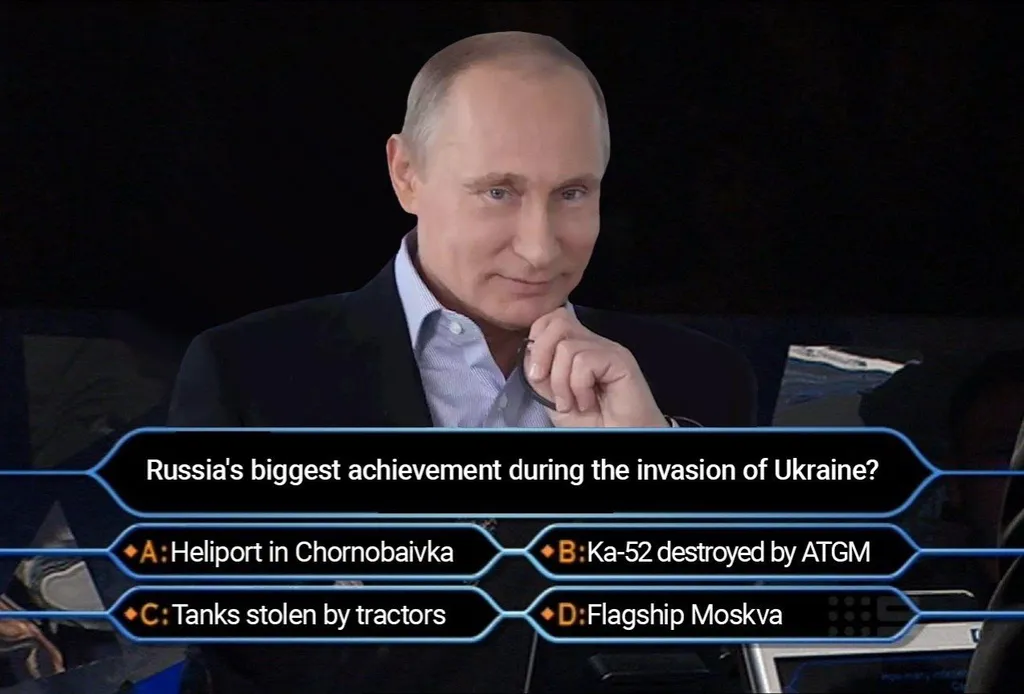 Russia's biggest achievement during the invasion of Ukraine?
A: Heliport in Chornobaivka
B: Ka-52 destroyed by ATGM
C: Tanks stolen by tractors
D: Flagship Moskva